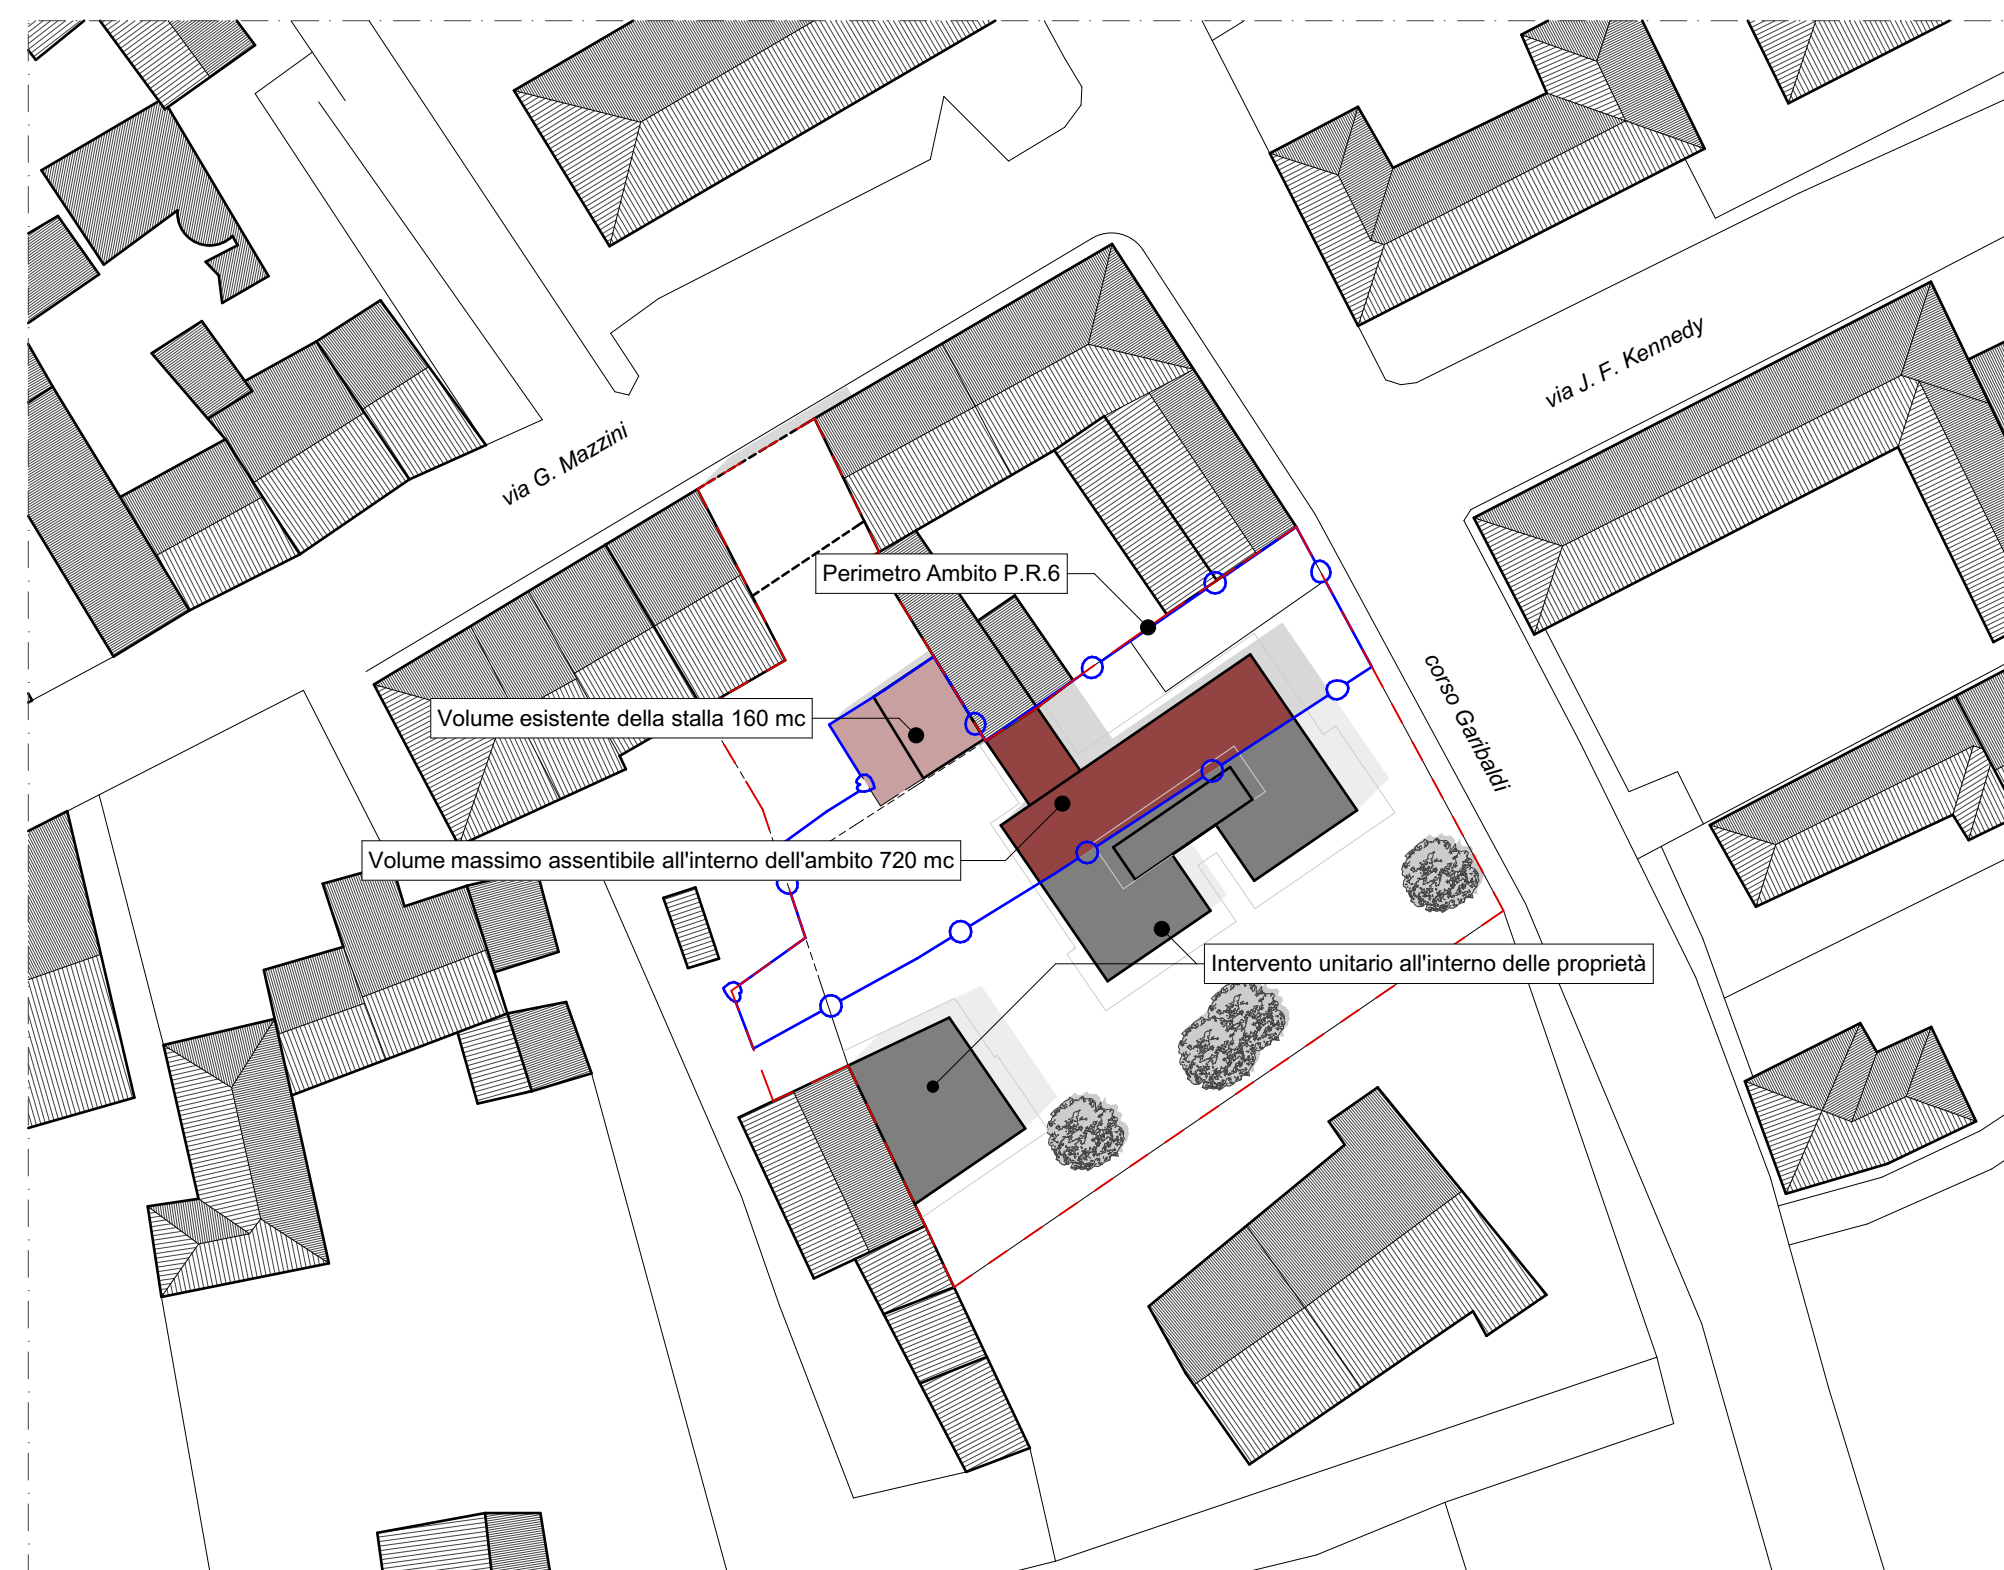 via J. F. Kennedy
via G. Mazzini
Perimetro Ambito P.R.6
corso Garibaldi
Volume esistente della stalla 160 mc
Volume massimo assentibile all'interno dell'ambito 720 mc
Intervento unitario all'interno delle proprietà